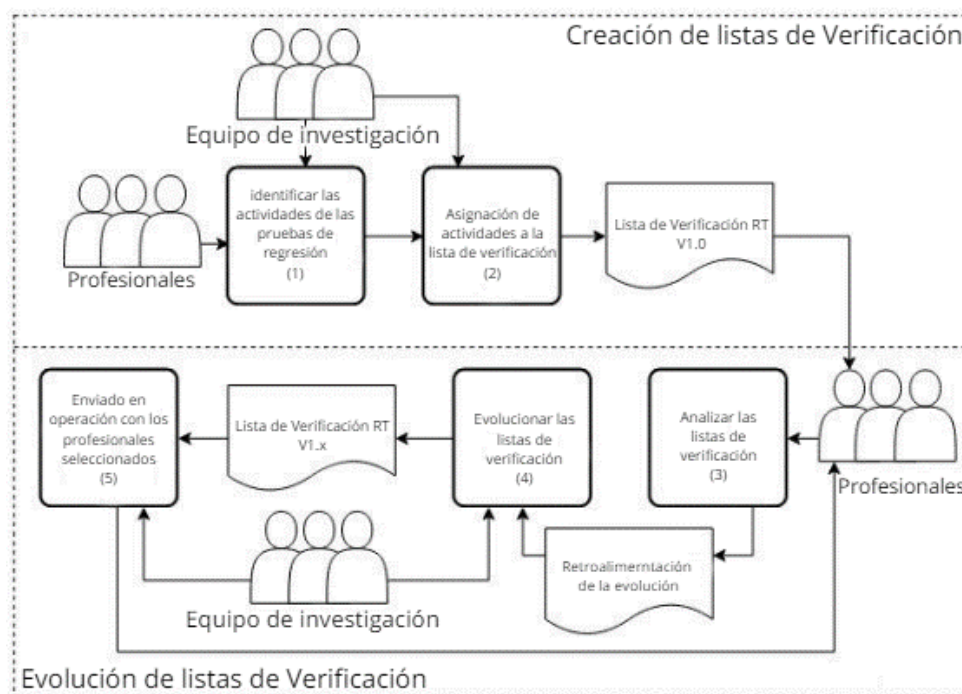 Creación de listas de Verificación
Equipo de investigación
identificar las
actividades de las
pruebas de
regresión
(1)
Asignación de
actividades a la
lista de verificación
(2)
Lista de Verificación RT
V1.0
Profesionales
Enviado en
operación con los
profesionales
seleccionados
(5)
Lista de Verificación RT
V1.x
Evolucionar las
listas de
verificación
(4)
Analizar las
listas de
verificación
(3)
Profesionales
Retroalimerntación
de la evolución
Equipo de investigación
Evolución de listas de Verificación